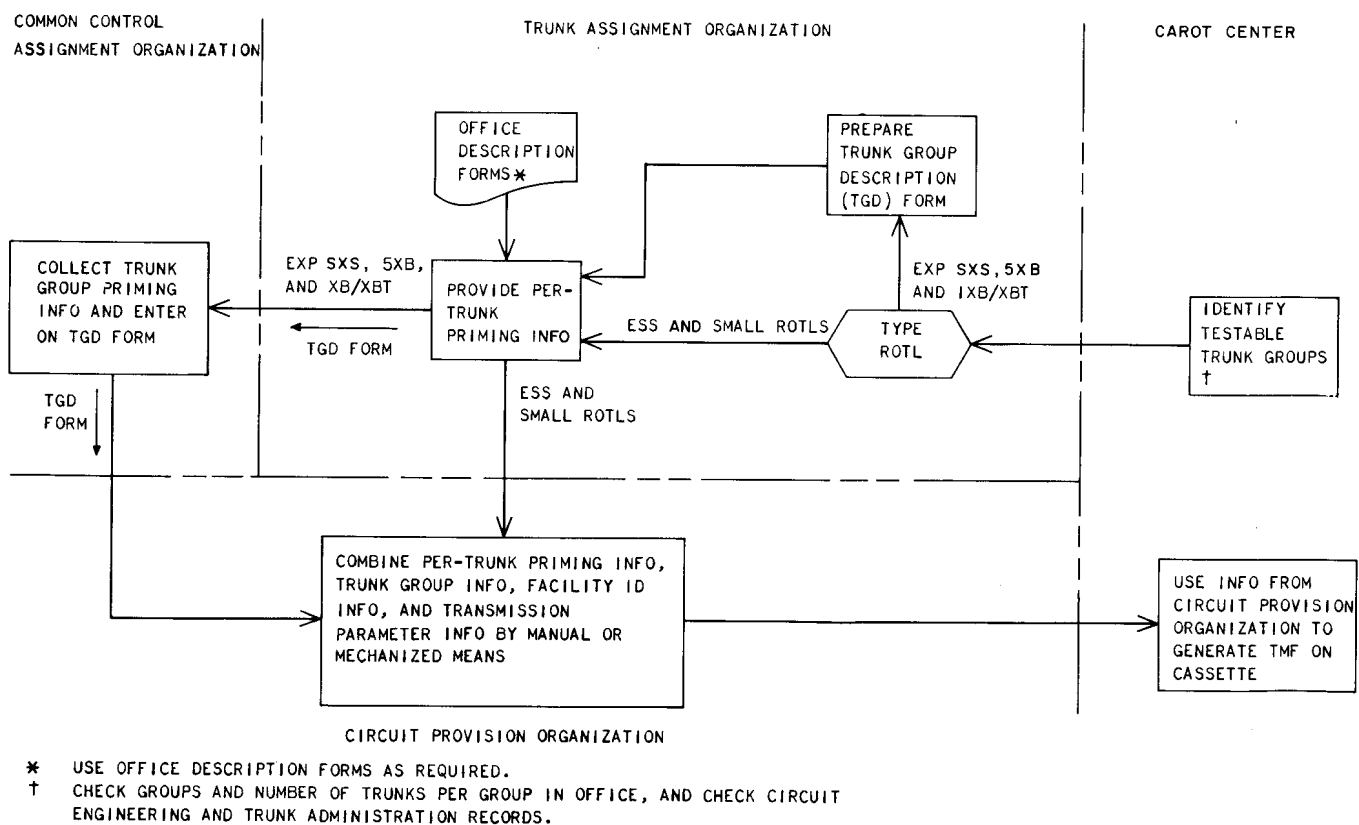 COMMON CONTROL
ASSIGNMENT ORGANIZATION
TRUNK ASSIGNMENT ORGANIZATION
CAROT CENTER
OFFICE
DESCRIPTION
FORMS*
PREPARE
TRUNK GROUP
DESCRIPTION
(TGD) FORM
COLLECT TRUNK
GROUP PRIMING
INFO AND ENTER
ON TGD FORM
EXP SXS, 5XB,
AND XB/XBT
TGD FORM
PROVIDE PER-
TRUNK
PRIMING INFO
ESS AND SMALL ROTLS
EXP SXS, 5XB
AND 1XB/XBT
TYPE
ROTL
IDENTIFY
TESTABLE
TRUNK GROUPS
†
TGD
FORM
ESS AND
SMALL ROTLS
COMBINE PER-TRUNK PRIMING INFO,
TRUNK GROUP INFO, FACILITY ID
INFO, AND TRANSMISSION
PARAMETER INFO BY MANUAL OR
MECHANIZED MEANS
USE INFO FROM
CIRCUIT PROVISION
ORGANIZATION TO
GENERATE TMF ON
CASSETTE
CIRCUIT PROVISION ORGANIZATION
* USE OFFICE DESCRIPTION FORMS AS REQUIRED.
† CHECK GROUPS AND NUMBER OF TRUNKS PER GROUP IN OFFICE, AND CHECK CIRCUIT
ENGINEERING AND TRUNK ADMINISTRATION RECORDS.